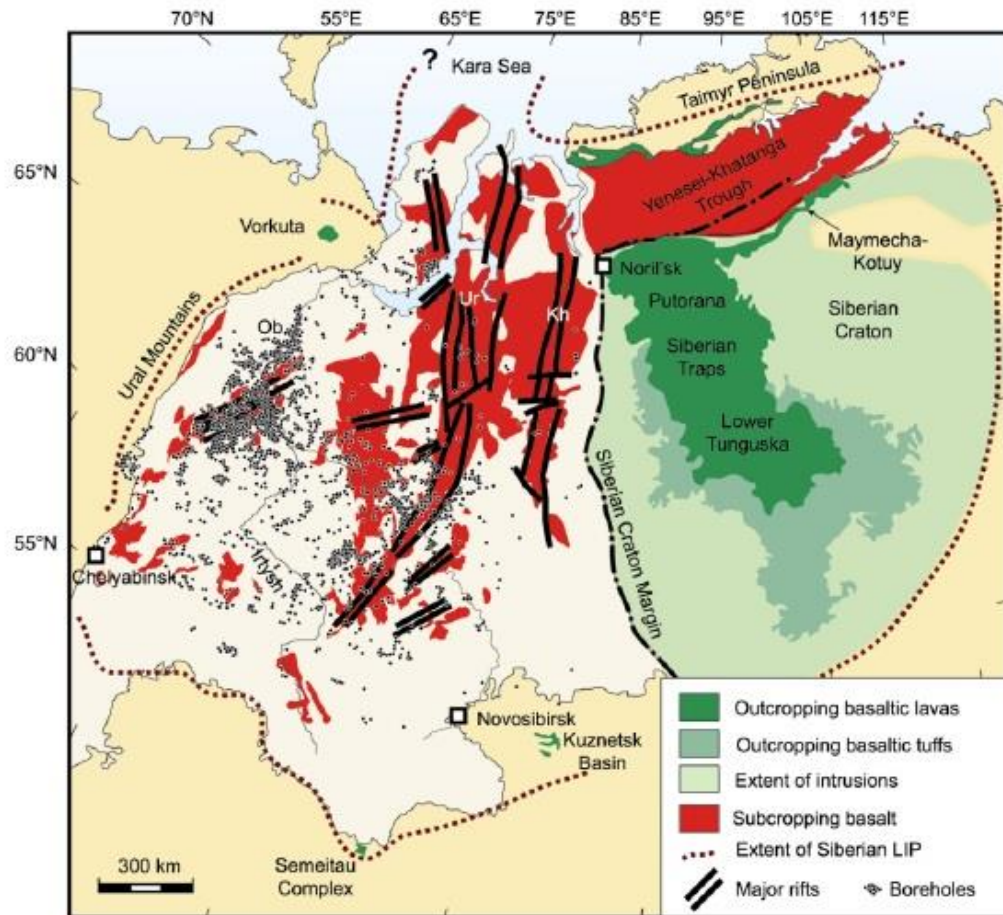 70°N 55°E 65°E 75°E 85°E 95°E 105°E 115°E
?
Kara Sea
Taimyr Peninsula
65°N
Yenesei-Khatanga
Trough
Vorkuta
Maymecha-
Kotuy
Noril'sk
Ur
Kh
Putorana
Siberian
Craton
Ural Mountains
Ob
60°N
Siberian
Traps
Lower
Tunguska
Siberian Craton Margin
55°N
Chelyabinsk
Irtysh
Novosibirsk
Kuznetsk
Basin
Semeitau
Complex
300 km
Outcropping basaltic lavas
Outcropping basaltic tuffs
Extent of intrusions
Subcropping basalt
Extent of Siberian LIP
Major rifts
Boreholes